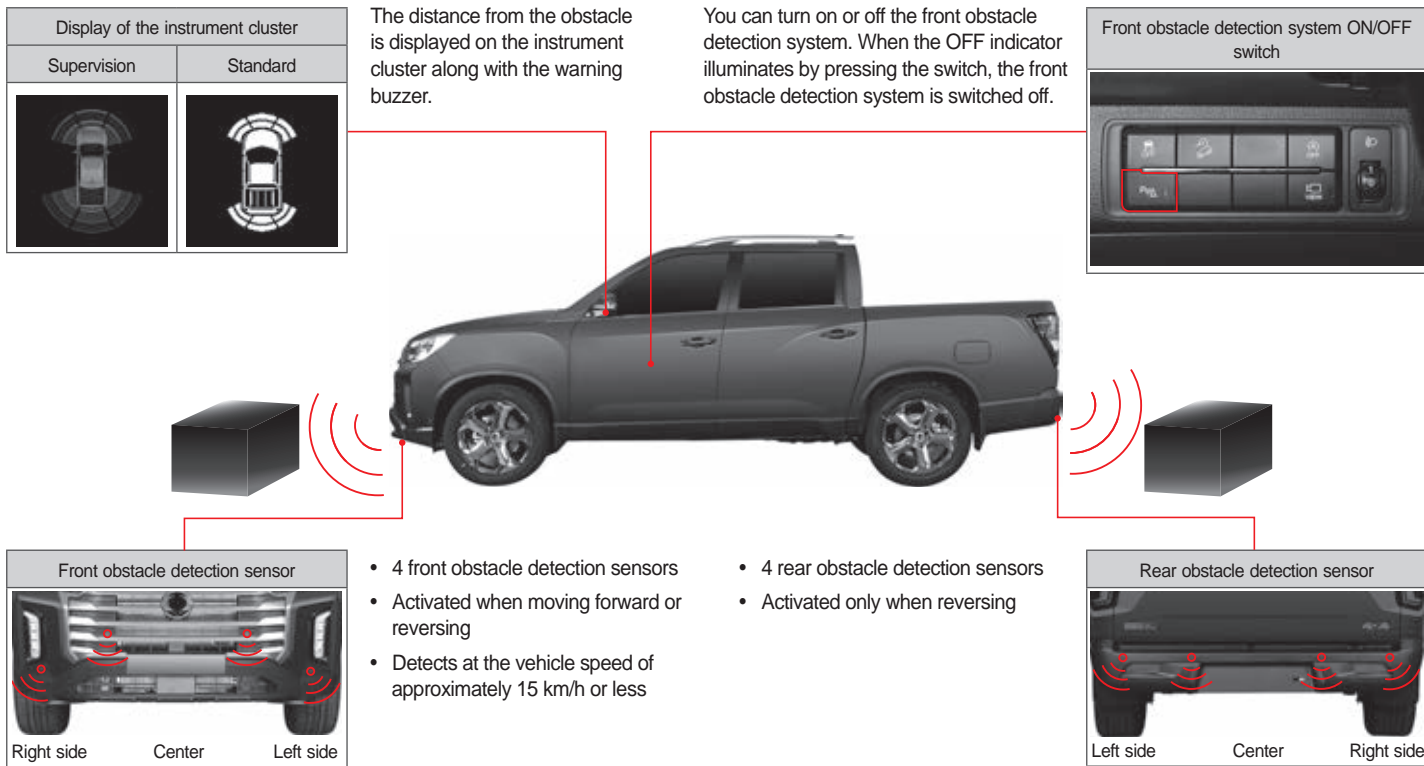 Display of the instrument cluster
Supervision Standard
The distance from the obstacle
is displayed on the instrument
cluster along with the warning
buzzer.
You can turn on or off the front obstacle
detection system. When the OFF indicator
illuminates by pressing the switch, the front
obstacle detection system is switched off.
Front obstacle detection system ON/OFF
switch
Front obstacle detection sensor
Right side Center Left side
• 4 front obstacle detection sensors
• Activated when moving forward or
reversing
• Detects at the vehicle speed of
approximately 15 km/h or less
• 4 rear obstacle detection sensors
• Activated only when reversing
Rear obstacle detection sensor
Left side Center Right side